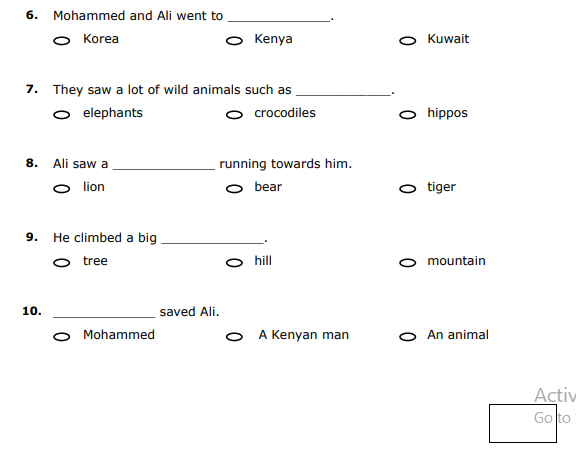 6. Mohammed and Ali went to _____________.
Korea Kenya Kuwait
7. They saw a lot of wild animals such as ____________.
elephants crocodiles hippos
8. Ali saw a _____________ running towards him.
lion bear tiger
9. He climbed a big _____________.
tree hill mountain
10. _____________ saved Ali.
Mohammed A Kenyan man An animal
Activ
Go to